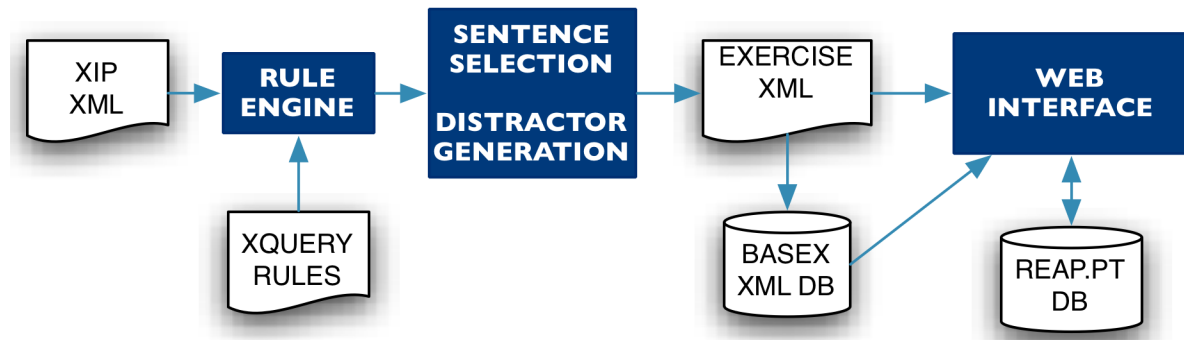 XIP
XML
RULE
ENGINE
SENTENCE
SELECTION
DISTRACTOR
GENERATION
EXERCISE
XML
WEB
INTERFACE
XQUERY
RULES
BASEX
XML DB
REAP.PT
DB